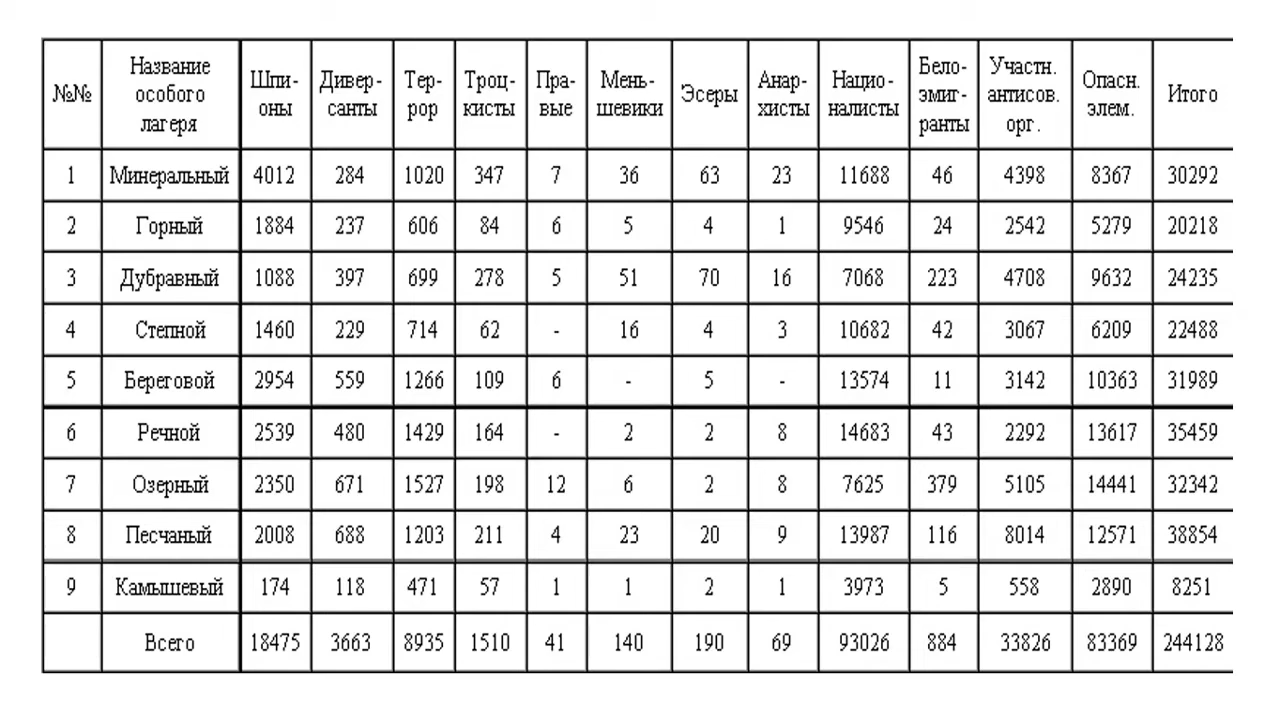 №№ Название особого лагеря Шпи-оны Дивер-санты Тер-рор Троц-кисты Пра-вые Мень-шевики Эсеры Анар-хисты Нацио-налисты Бело-эмиг-ранты Участн. антисов. орг. Опасн. элем. Итого
1 Минеральный 4012 284 1020 347 7 36 63 23 11688 46 4398 8367 30292
2 Горный 1884 237 606 84 6 5 4 1 9546 24 2542 5279 20218
3 Дубравный 1088 397 699 278 5 51 70 16 7068 223 4708 9632 24235
4 Степной 1460 229 714 62 - 16 4 3 10682 42 3067 6209 22488
5 Береговой 2954 559 1266 109 6 - 5 - 13574 11 3142 10363 31989
6 Речной 2539 480 1429 164 - 2 2 8 14683 43 2292 13617 35459
7 Озерный 2350 671 1527 198 12 6 2 8 7625 379 5105 14441 32342
8 Песчаный 2008 688 1203 211 4 23 20 9 13987 116 8014 12571 38854
9 Камышевый 174 118 471 57 1 1 2 1 3973 5 558 2890 8251
Всего 18475 3663 8935 1510 41 140 190 69 93026 884 33826 83369 244128